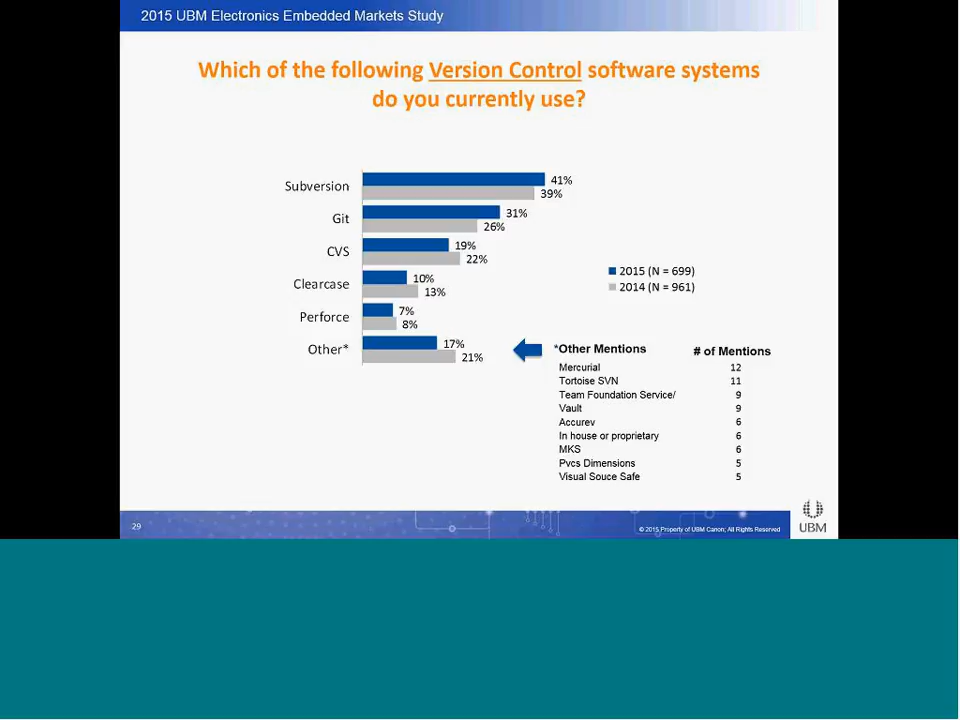 2015 UBM Electronics Embedded Markets Study
Which of the following Version Control software systems
do you currently use?
Subversion 41%
39%
Git 31%
26%
CVS 19%
22%
Clearcase 10%
13%
Perforce 7%
8%
Other* 17%
21%
2015 (N = 699)
2014 (N = 961)
*Other Mentions # of Mentions
Mercurial 12
Tortoise SVN 11
Team Foundation Service/ 9
Vault 9
Accurev 6
In house or proprietary 6
MKS 6
Pvcs Dimensions 5
Visual Souce Safe 5
29
© 2015 Property of UBM Canon; All Rights Reserved
UBM